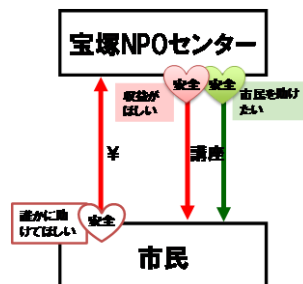 宝塚NPOセンター
安全
安全
収益が
ほしい
市民を助け
たい
¥
講座
誰かに助
けてほしい
安全
市民